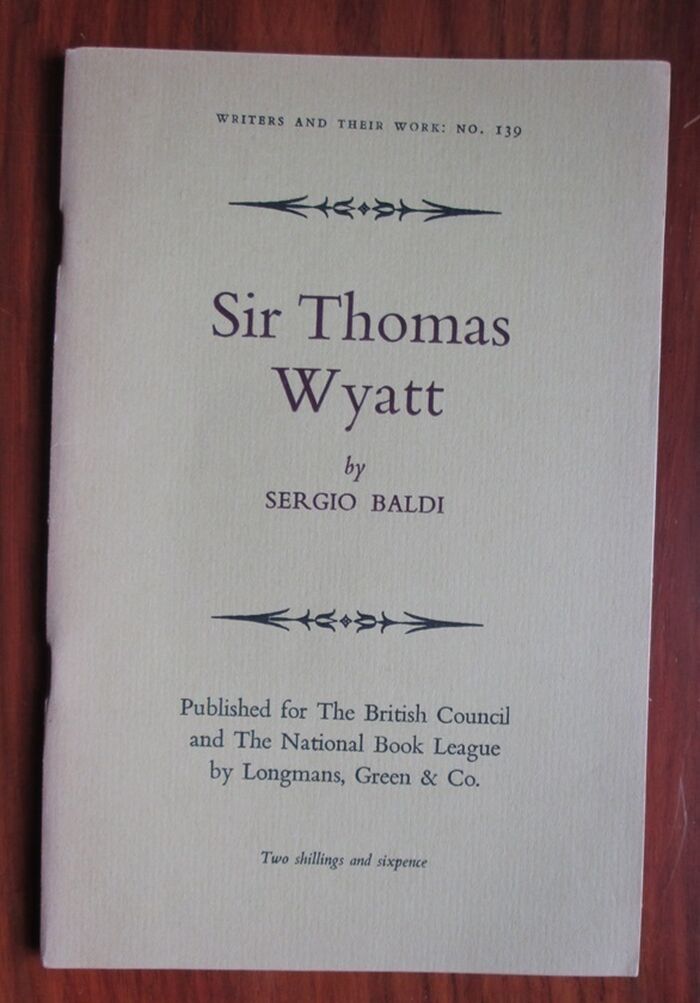 WRITERS AND THEIR WORK: NO. 139
Sir Thomas
Wyatt
by
SERGIO BALDI
Published for The British Council
and The National Book League
by Longmans, Green & Co.
Two shillings and sixpence